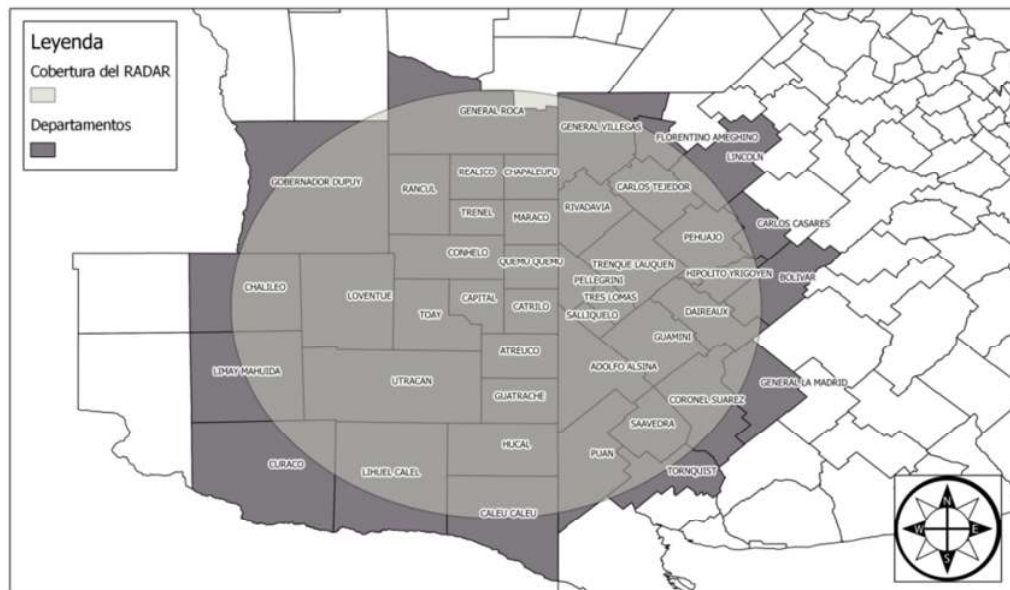 Leyenda
Cobertura del RADAR
Departamentos
GENERAL ROCA
GENERAL VILLEGAS
FLORENTINO AMEGHINO
LINCOLN
GOBERNADOR DUPUY
RANCUL
REALICO
CHAPALEUFU
CARLOS TEJEDOR
TRENEL
MARACO
RIVADAVIA
CARLOS CASARES
PEHUAJO
CONHELO
QUEMU QUEMU
TRENQUE LAUQUEN
HIPOLITO YRIGOYEN
BOLIVAR
PELLEGRINI
CHALILEO
LOVENTUE
CAPITAL
CATRILO
TRES LOMAS
TOAY
SALLIQUELO
DAIREAUX
GUAMINI
ATREUCO
ADOLFO ALSINA
LIMAY MAHUIDA
UTRACAN
GENERAL LA MADRID
GUATRACHE
CORONEL SUAREZ
SAAVEDRA
HUCAL
PUAN
CURACO
LIHUEL CALEL
TORNQUIST
CALEU CALEU
N
W E
S